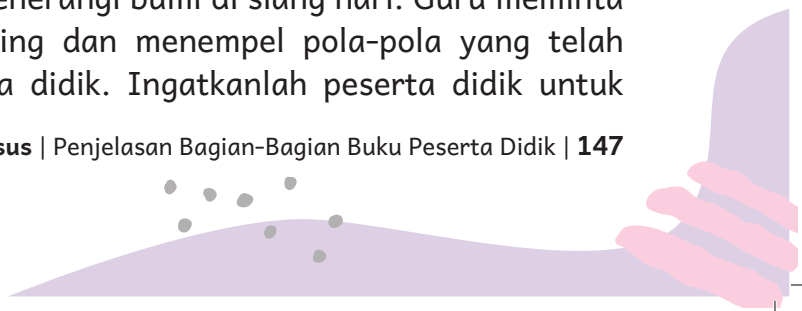 enerangi bumi di siang hari. Guru meminta
ing dan menempel pola-pola yang telah
a didik. Ingatkanlah peserta didik untuk
sus | Penjelasan Bagian-Bagian Buku Peserta Didik | 147